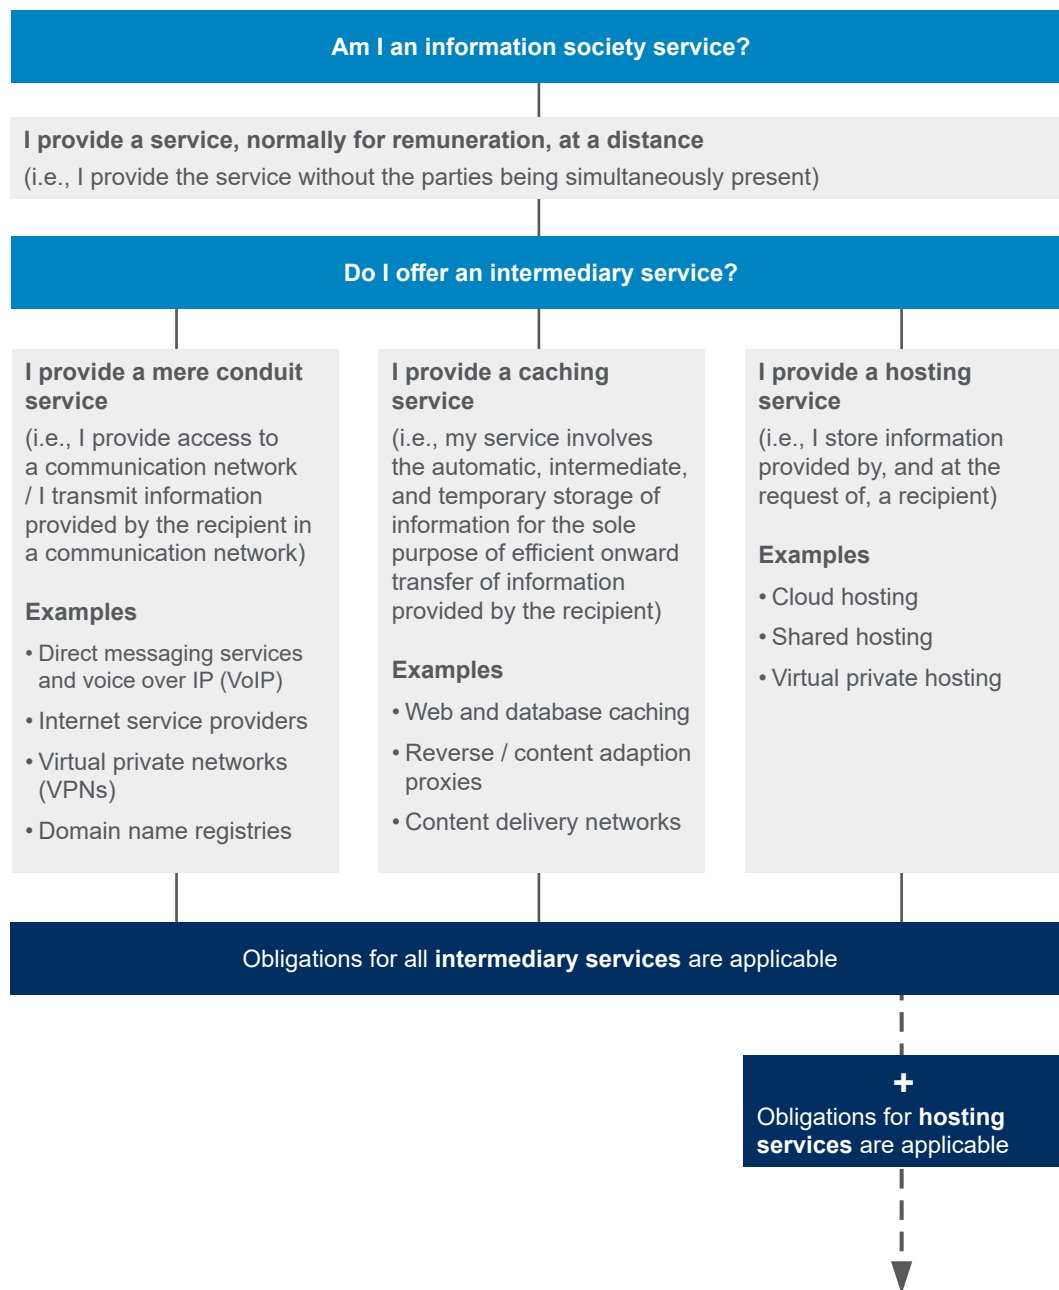 Am I an information society service?
I provide a service, normally for remuneration, at a distance
(i.e., I provide the service without the parties being simultaneously present)
Do I offer an intermediary service?
I provide a mere conduit
service
(i.e., I provide access to
a communication network
/ I transmit information
provided by the recipient in
a communication network)
Examples
• Direct messaging services
and voice over IP (VoIP)
• Internet service providers
• Virtual private networks
(VPNs)
• Domain name registries
I provide a caching
service
(i.e., my service involves
the automatic, intermediate,
and temporary storage of
information for the sole
purpose of efficient onward
transfer of information
provided by the recipient)
Examples
• Web and database caching
• Reverse / content adaption
proxies
• Content delivery networks
I provide a hosting
service
(i.e., I store information
provided by, and at the
request of, a recipient)
Examples
• Cloud hosting
• Shared hosting
• Virtual private hosting
Obligations for all intermediary services are applicable
+
Obligations for hosting
services are applicable